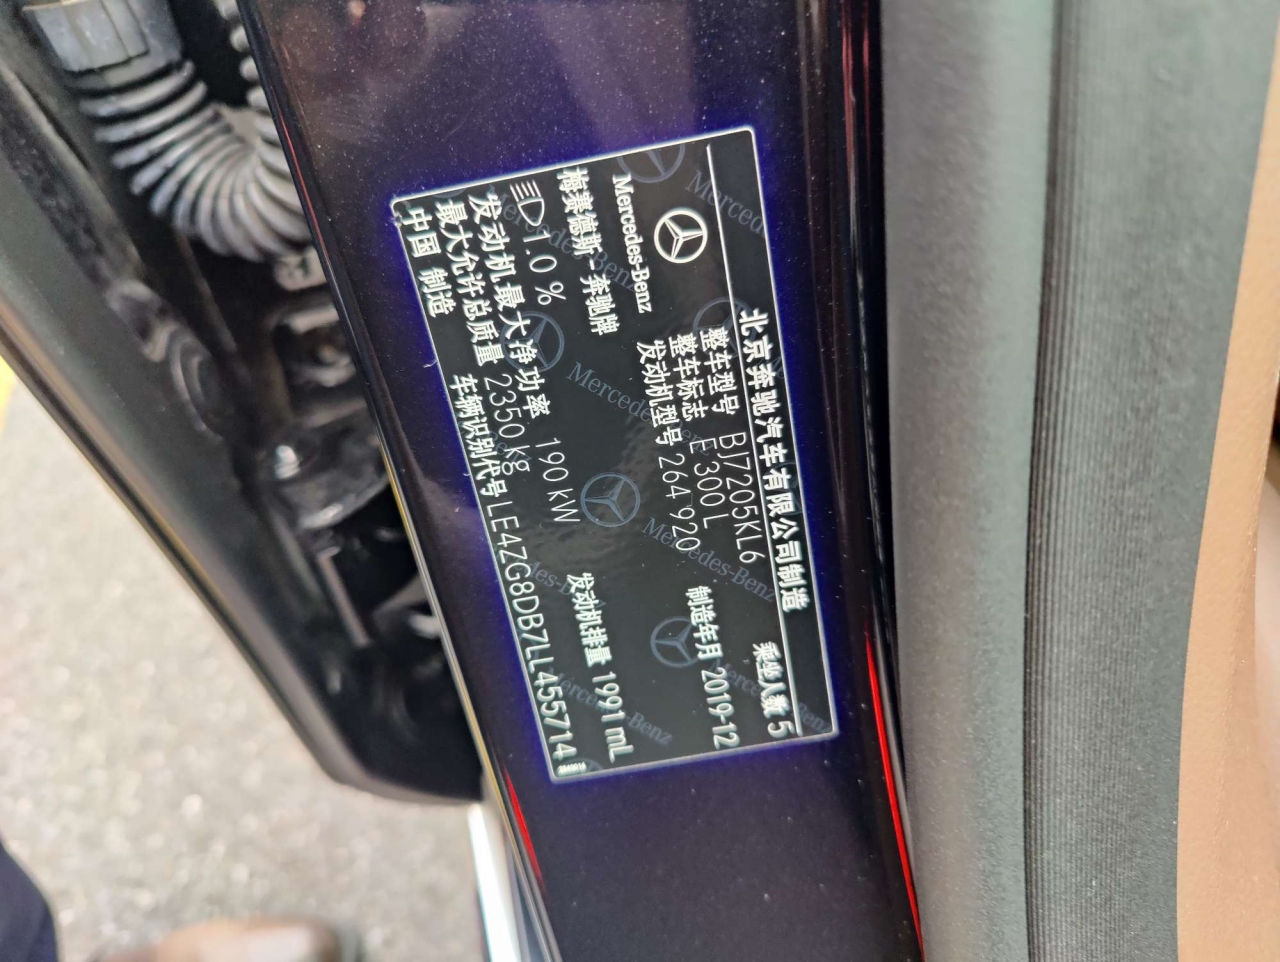 北京奔驰汽车有限公司制造
Mercedes-Benz
梅赛德斯-奔驰牌
整车型号 BJ7205KL6
乘坐人数 5
整车标志 E 300 L
发动机型号 264 920
制造年月 2019-12
1.0 %
发动机最大净功率 190 kW
发动机排量 1991 mL
最大允许总质量 2350 kg
中国 制造
车辆识别代号 LE4ZG8DB7LL455714